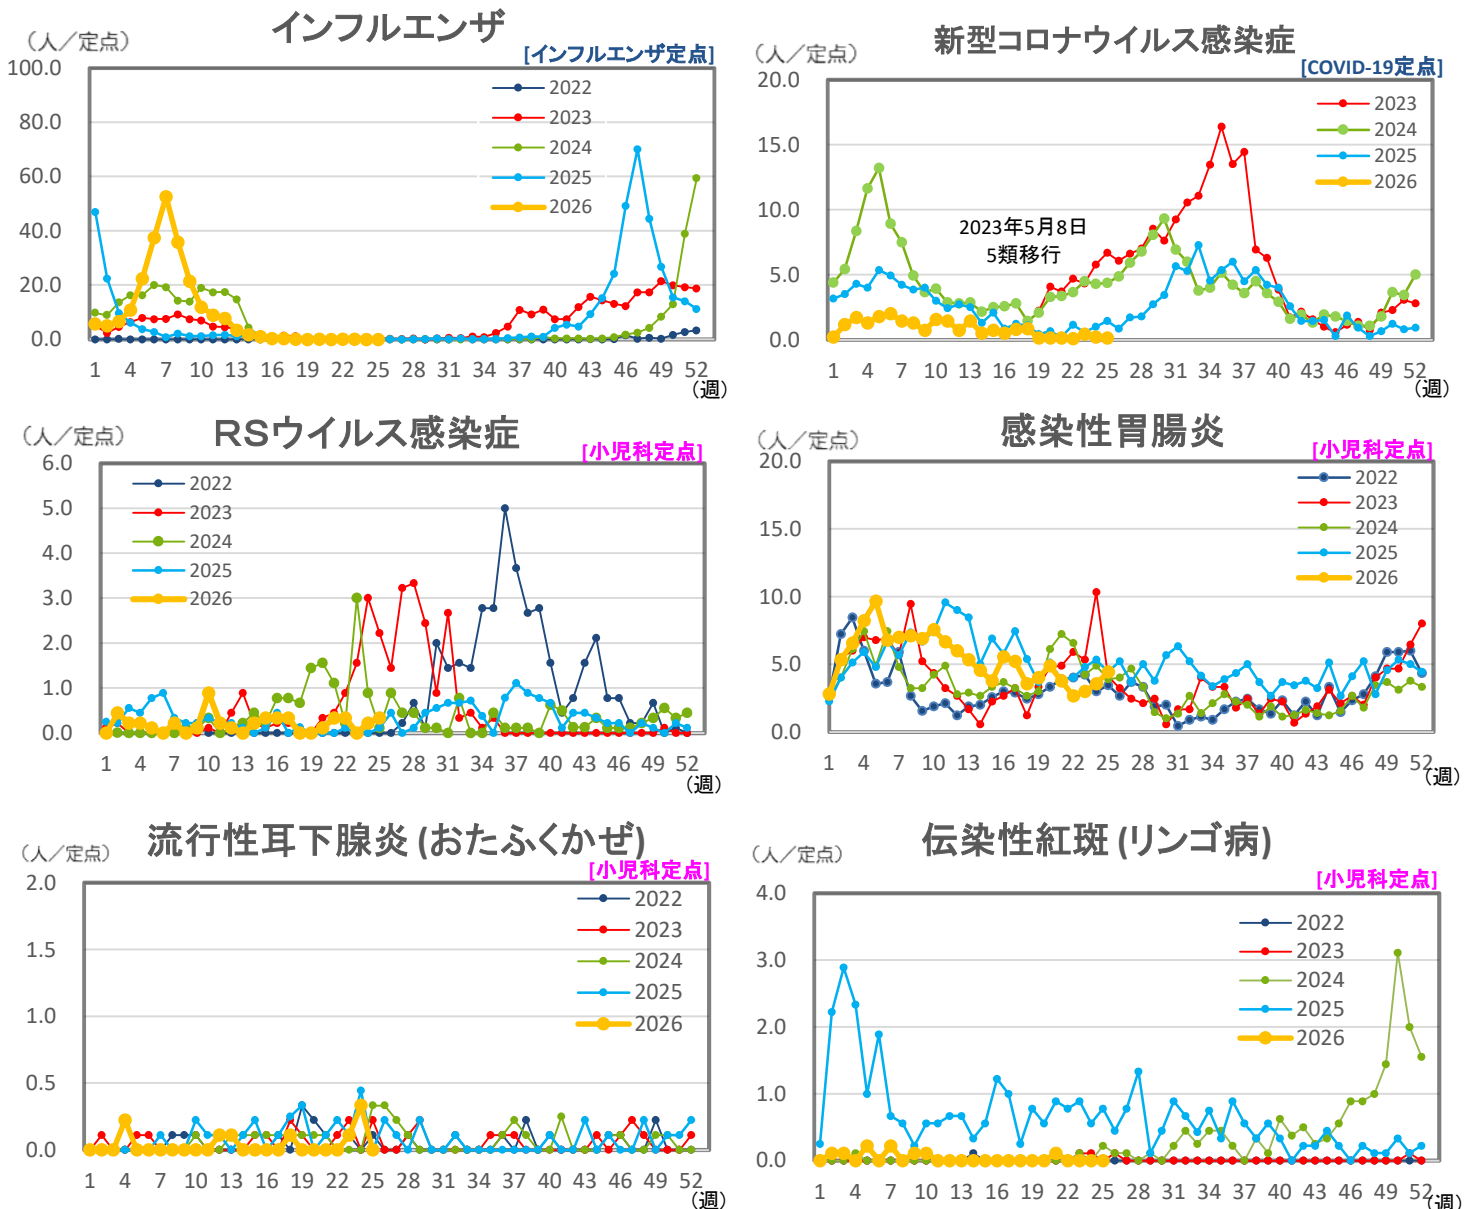 インフルエンザ
（人／定点）
[インフルエンザ定点]
100.0
80.0
60.0
40.0
20.0
0.0
2022
2023
2024
2025
2026
1 4 7 10 13 16 19 22 25 28 31 34 37 40 43 46 49 52
（週）
新型コロナウイルス感染症
（人／定点）
[COVID-19定点]
20.0
15.0
10.0
5.0
0.0
2023
2024
2025
2026
2023年5月8日
5類移行
1 4 7 10 13 16 19 22 25 28 31 34 37 40 43 46 49 52
（週）
RSウイルス感染症
（人／定点）
[小児科定点]
6.0
5.0
4.0
3.0
2.0
1.0
0.0
2022
2023
2024
2025
2026
1 4 7 10 13 16 19 22 25 28 31 34 37 40 43 46 49 52
（週）
感染性胃腸炎
（人／定点）
[小児科定点]
20.0
15.0
10.0
5.0
0.0
2022
2023
2024
2025
2026
1 4 7 10 13 16 19 22 25 28 31 34 37 40 43 46 49 52
（週）
流行性耳下腺炎 (おたふくかぜ)
（人／定点）
[小児科定点]
2.0
1.5
1.0
0.5
0.0
2022
2023
2024
2025
2026
1 4 7 10 13 16 19 22 25 28 31 34 37 40 43 46 49 52
（週）
伝染性紅斑 (リンゴ病)
（人／定点）
[小児科定点]
4.0
3.0
2.0
1.0
0.0
2022
2023
2024
2025
2026
1 4 7 10 13 16 19 22 25 28 31 34 37 40 43 46 49 52
（週）